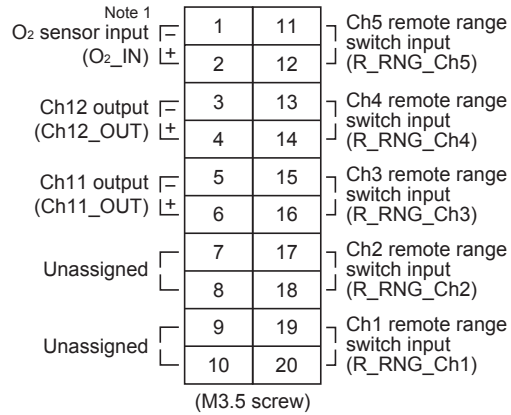 Note 1
O₂ sensor input −
(O₂_IN) +
Ch12 output −
(Ch12_OUT) +
Ch11 output −
(Ch11_OUT) +
Unassigned
Unassigned
1 11
2 12
3 13
4 14
5 15
6 16
7 17
8 18
9 19
10 20
Ch5 remote range
switch input
(R_RNG_Ch5)
Ch4 remote range
switch input
(R_RNG_Ch4)
Ch3 remote range
switch input
(R_RNG_Ch3)
Ch2 remote range
switch input
(R_RNG_Ch2)
Ch1 remote range
switch input
(R_RNG_Ch1)
(M3.5 screw)